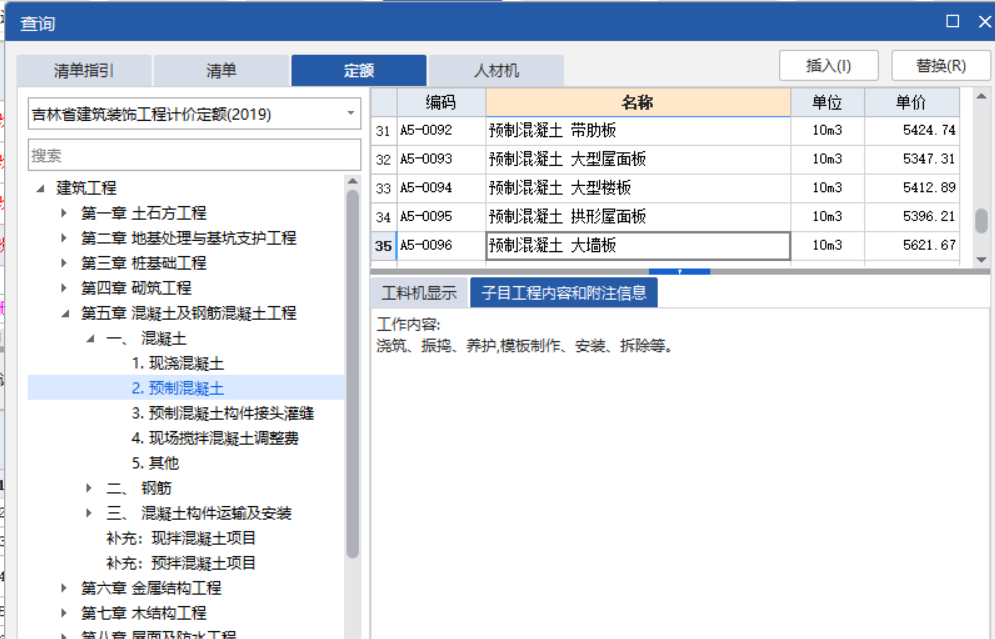 查询
清单指引 清单 定额 人材机 插入(I) 替换(R)
吉林省建筑装饰工程计价定额(2019)
搜索
建筑工程
第一章 土石方工程
第二章 地基处理与基坑支护工程
第三章 桩基础工程
第四章 砌筑工程
第五章 混凝土及钢筋混凝土工程
一、 混凝土
1. 现浇混凝土
2. 预制混凝土
3. 预制混凝土构件接头灌缝
4. 现场搅拌混凝土调整费
5. 其他
二、 钢筋
三、 混凝土构件运输及安装
补充：现拌混凝土项目
补充：预拌混凝土项目
第六章 金属结构工程
第七章 木结构工程
第八章 屋面及防水工程
编码 名称 单位 单价
31 A5-0092 预制混凝土 带肋板 10m3 5424.74
32 A5-0093 预制混凝土 大型屋面板 10m3 5347.31
33 A5-0094 预制混凝土 大型楼板 10m3 5412.89
34 A5-0095 预制混凝土 拱形屋面板 10m3 5396.21
35 A5-0096 预制混凝土 大墙板 10m3 5621.67
工料机显示 子目工程内容和附注信息
工作内容:
浇筑、振捣、养护,模板制作、安装、拆除等。